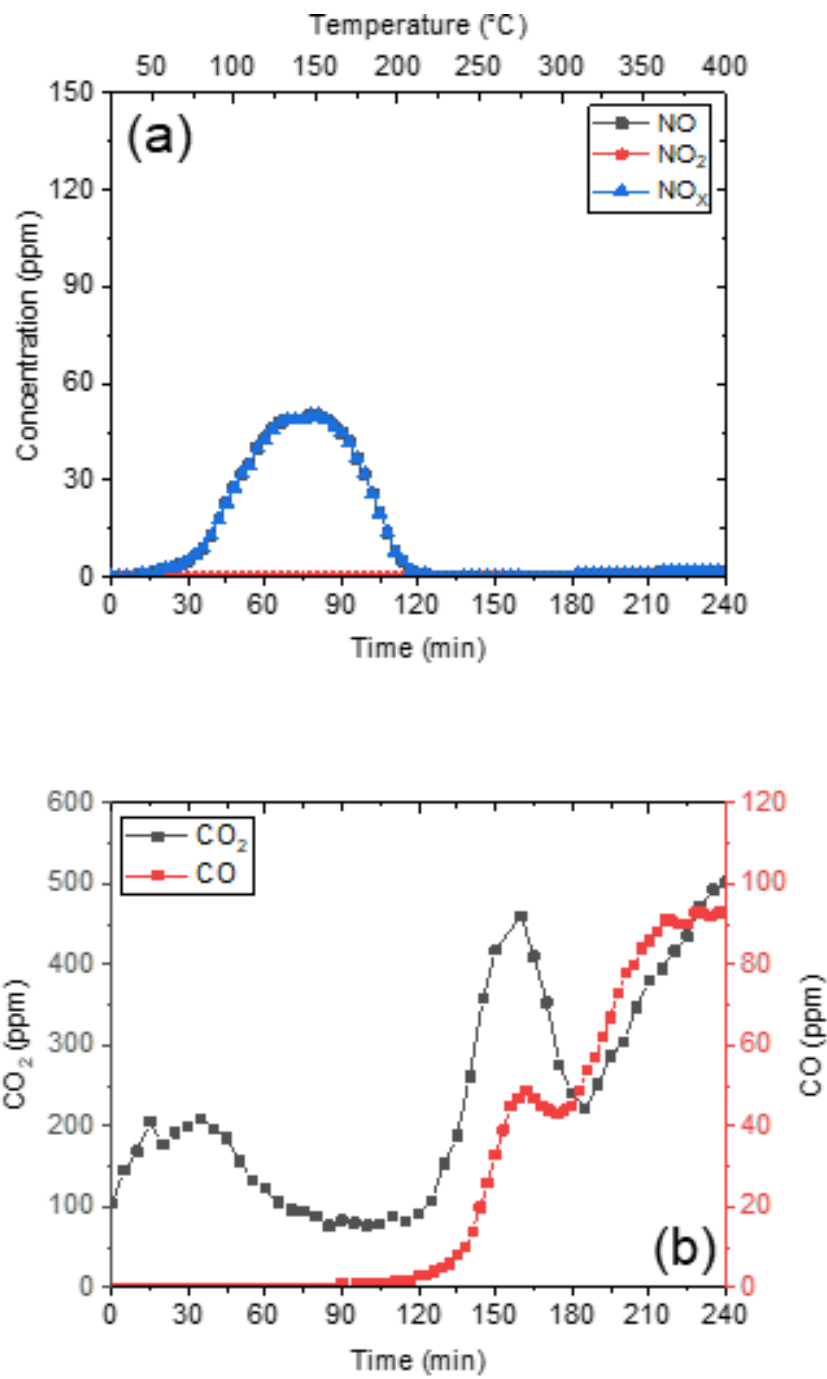 Temperature (°C)
50 100 150 200 250 300 350 400
150
120
90
60
30
0
Concentration (ppm)
(a)
NO
NO₂
NOₓ
0 30 60 90 120 150 180 210 240
Time (min)
600
500
400
300
200
100
0
CO₂ (ppm)
CO₂
CO
120
100
80
60
40
20
0
CO (ppm)
(b)
0 30 60 90 120 150 180 210 240
Time (min)